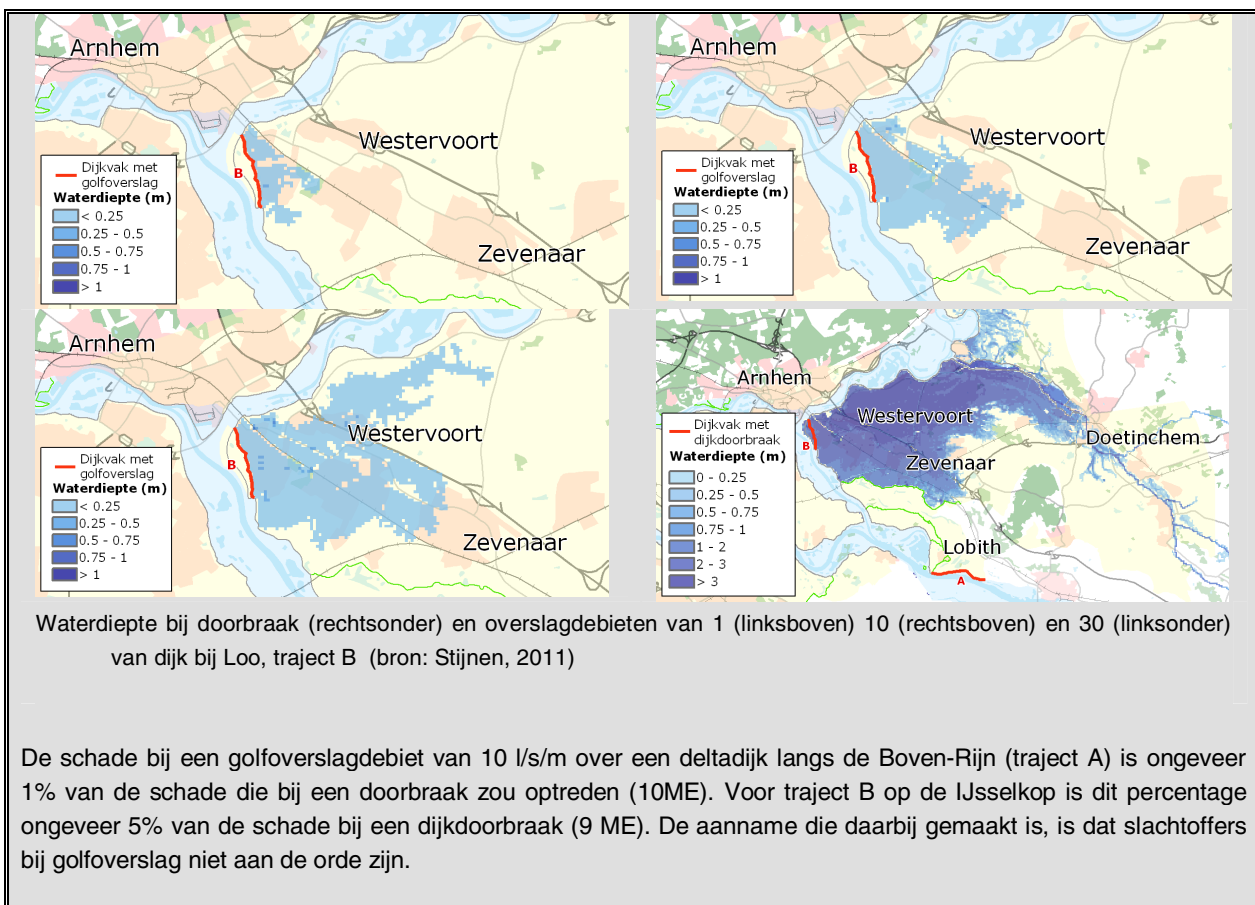 Arnhem
Westervoort
Zevenaar
B
Dijkvak met
golfoverslag
Waterdiepte (m)
< 0.25
0.25 - 0.5
0.5 - 0.75
0.75 - 1
> 1
Arnhem
Westervoort
Zevenaar
B
Dijkvak met
golfoverslag
Waterdiepte (m)
< 0.25
0.25 - 0.5
0.5 - 0.75
0.75 - 1
> 1
Arnhem
Westervoort
Zevenaar
B
Dijkvak met
golfoverslag
Waterdiepte (m)
< 0.25
0.25 - 0.5
0.5 - 0.75
0.75 - 1
> 1
Arnhem
Westervoort
Doetinchem
Zevenaar
Lobith
B
A
Dijkvak met
dijkdoorbraak
Waterdiepte (m)
0 - 0.25
0.25 - 0.5
0.5 - 0.75
0.75 - 1
1 - 2
2 - 3
> 3
Waterdiepte bij doorbraak (rechtsonder) en overslagdebieten van 1 (linksboven) 10 (rechtsboven) en 30 (linksonder)
van dijk bij Loo, traject B (bron: Stijnen, 2011)
De schade bij een golfoverslagdebiet van 10 l/s/m over een deltadijk langs de Boven-Rijn (traject A) is ongeveer
1% van de schade die bij een doorbraak zou optreden (10ME). Voor traject B op de IJsselkop is dit percentage
ongeveer 5% van de schade bij een dijkdoorbraak (9 ME). De aanname die daarbij gemaakt is, is dat slachtoffers
bij golfoverslag niet aan de orde zijn.